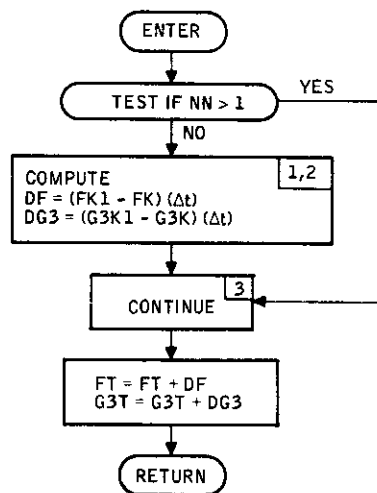 ENTER
TEST IF NN > 1
YES
NO
1,2
COMPUTE
DF = (FK1 - FK) (Δt)
DG3 = (G3K1 - G3K) (Δt)
3
CONTINUE
FT = FT + DF
G3T = G3T + DG3
RETURN